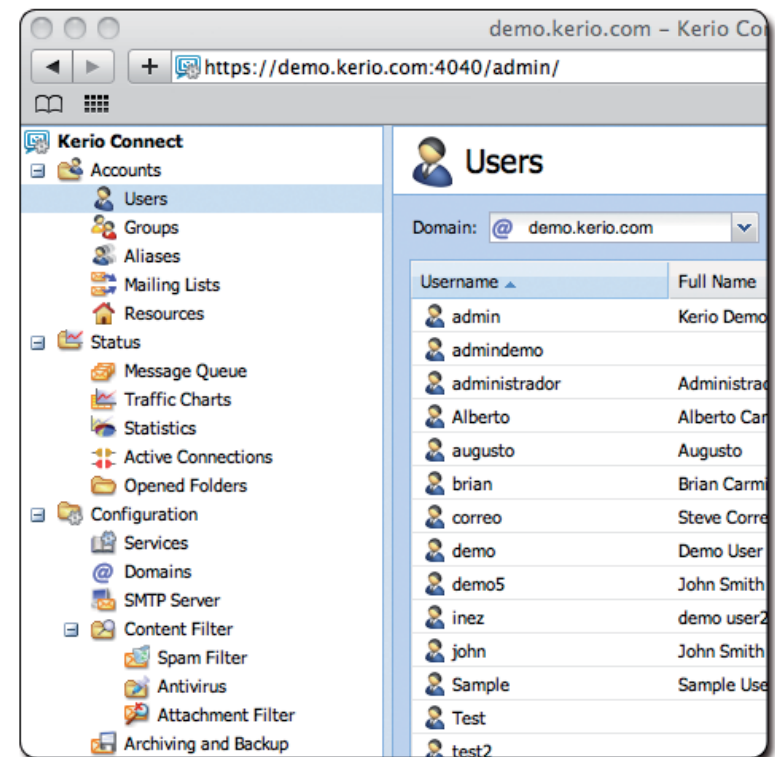 demo.kerio.com – Kerio Co
https://demo.kerio.com:4040/admin/
Kerio Connect
Accounts
Users
Groups
Aliases
Mailing Lists
Resources
Status
Message Queue
Traffic Charts
Statistics
Active Connections
Opened Folders
Configuration
Services
@ Domains
SMTP Server
Content Filter
Spam Filter
Antivirus
Attachment Filter
Archiving and Backup
Users
Domain: @ demo.kerio.com
Username Full Name
admin Kerio Demo
admindemo
administrador Administrad
Alberto Alberto Car
augusto Augusto
brian Brian Carmi
correo Steve Corre
demo Demo User
demo5 John Smith
inez demo user2
john John Smith
Sample Sample Use
Test
test2